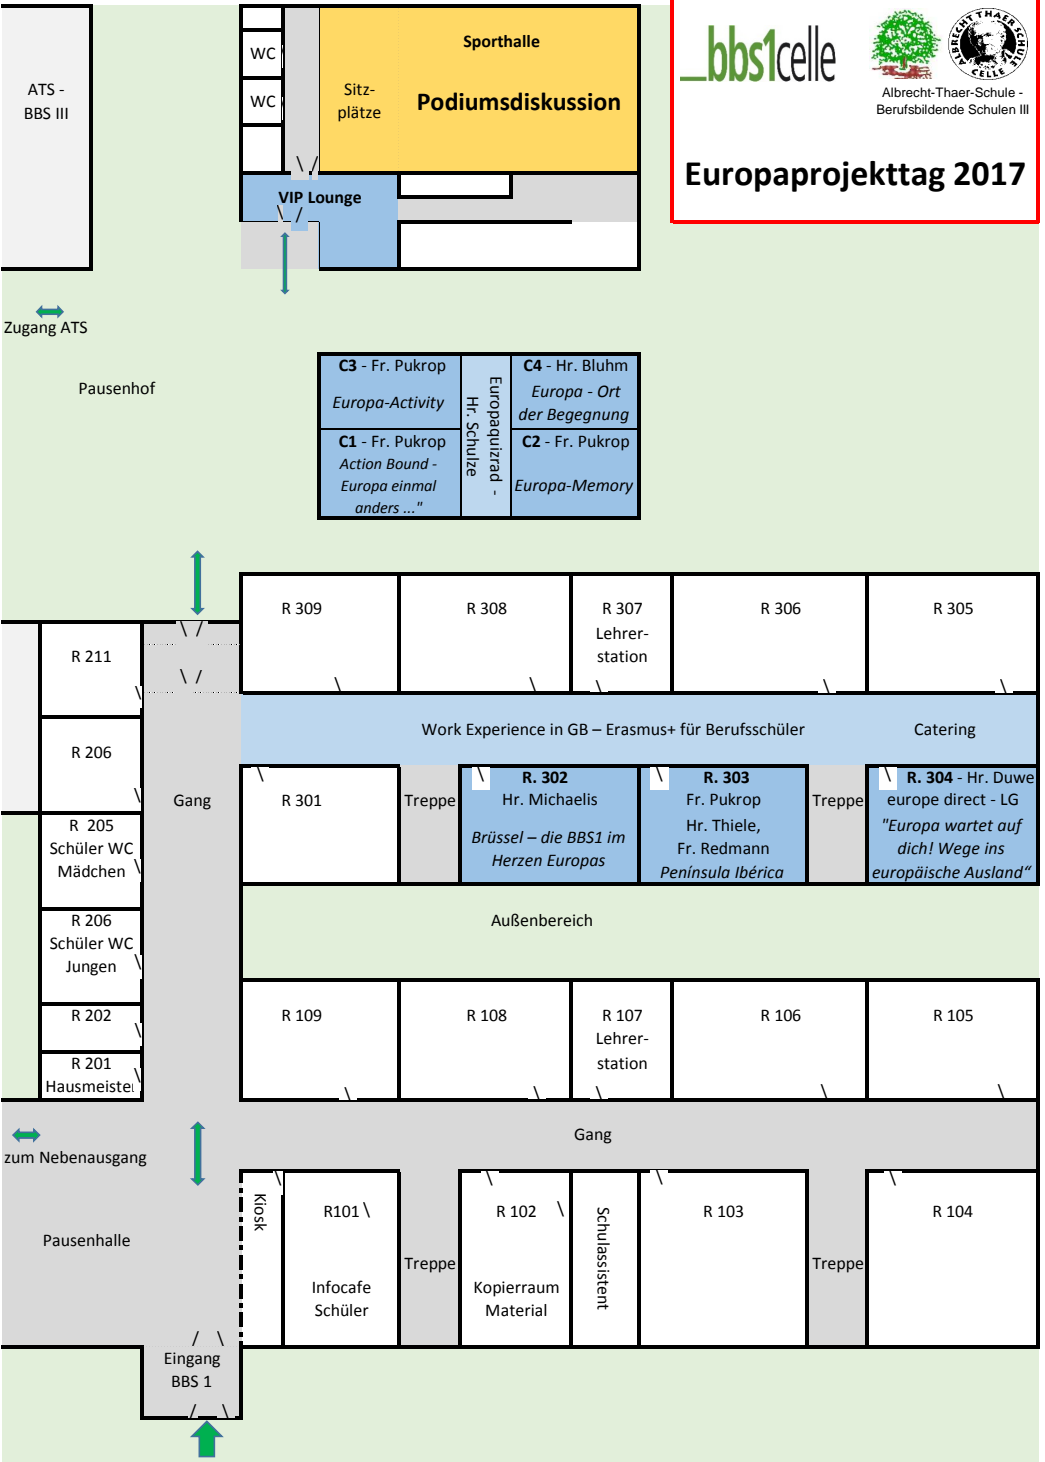 ATS -
BBS III
WC
WC
Sitz-
plätze
Sporthalle
Podiumsdiskussion
VIP Lounge
_bbs1celle
ALBRECHT THAER SCHULE
CELLE
Albrecht-Thaer-Schule -
Berufsbildende Schulen III
Europaprojekttag 2017
Zugang ATS
Pausenhof
C3 - Fr. Pukrop
Europa-Activity
C1 - Fr. Pukrop
Action Bound -
Europa einmal
anders ..."
Europaquizrad -
Hr. Schulze
C4 - Hr. Bluhm
Europa - Ort
der Begegnung
C2 - Fr. Pukrop
Europa-Memory
R 309
R 308
R 307
Lehrer-
station
R 306
R 305
R 211
R 206
R 205
Schüler WC
Mädchen
R 206
Schüler WC
Jungen
R 202
R 201
Hausmeister
Gang
Work Experience in GB – Erasmus+ für Berufsschüler
Catering
R 301
Treppe
R. 302
Hr. Michaelis
Brüssel – die BBS1 im
Herzen Europas
R. 303
Fr. Pukrop
Hr. Thiele,
Fr. Redmann
Península Ibérica
Treppe
R. 304 - Hr. Duwe
europe direct - LG
"Europa wartet auf
dich! Wege ins
europäische Ausland“
Außenbereich
R 109
R 108
R 107
Lehrer-
station
R 106
R 105
Gang
zum Nebenausgang
Pausenhalle
Kiosk
R101
Infocafe
Schüler
Treppe
R 102
Kopierraum
Material
Schulassistent
R 103
Treppe
R 104
Eingang
BBS 1